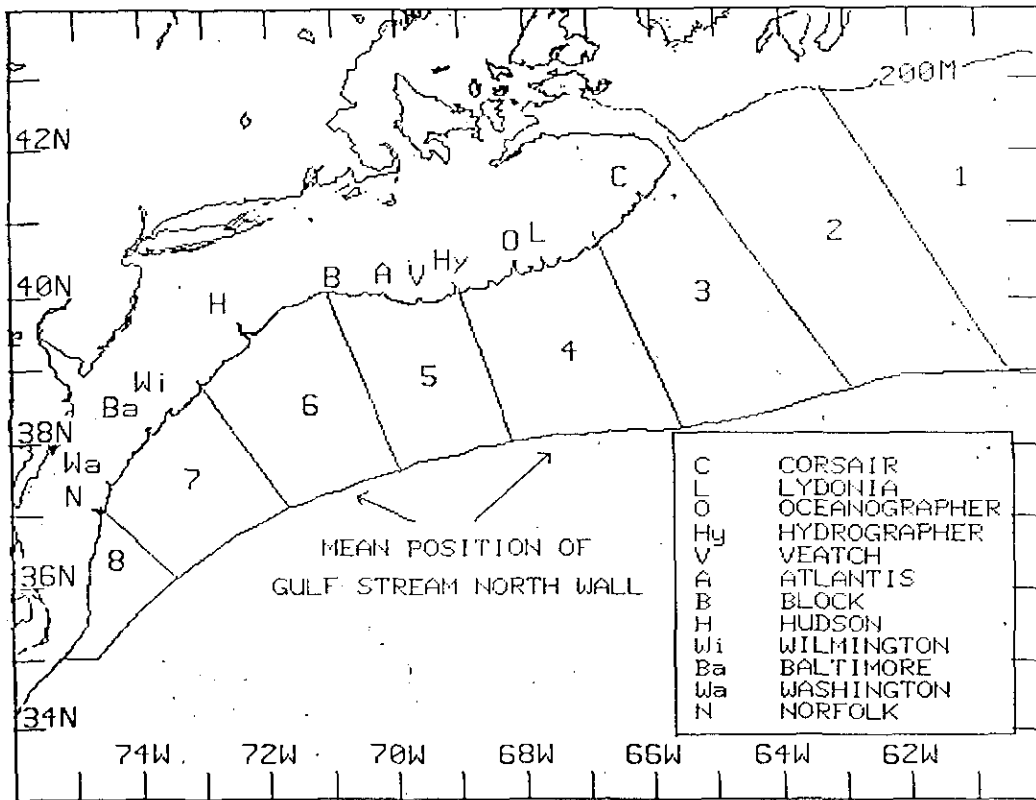 200M
42N
C
1
2
O L
Hy
B A V
40N
H
3
4
5
Wi
6
Ba
38N
Wa
7
N
8
36N
MEAN POSITION OF
GULF STREAM NORTH WALL
C CORSAIR
L LYDONIA
O OCEANOGRAPHER
Hy HYDROGRAPHER
V VEATCH
A ATLANTIS
B BLOCK
H HUDSON
Wi WILMINGTON
Ba BALTIMORE
Wa WASHINGTON
N NORFOLK
34N
74W 72W 70W 68W 66W 64W 62W